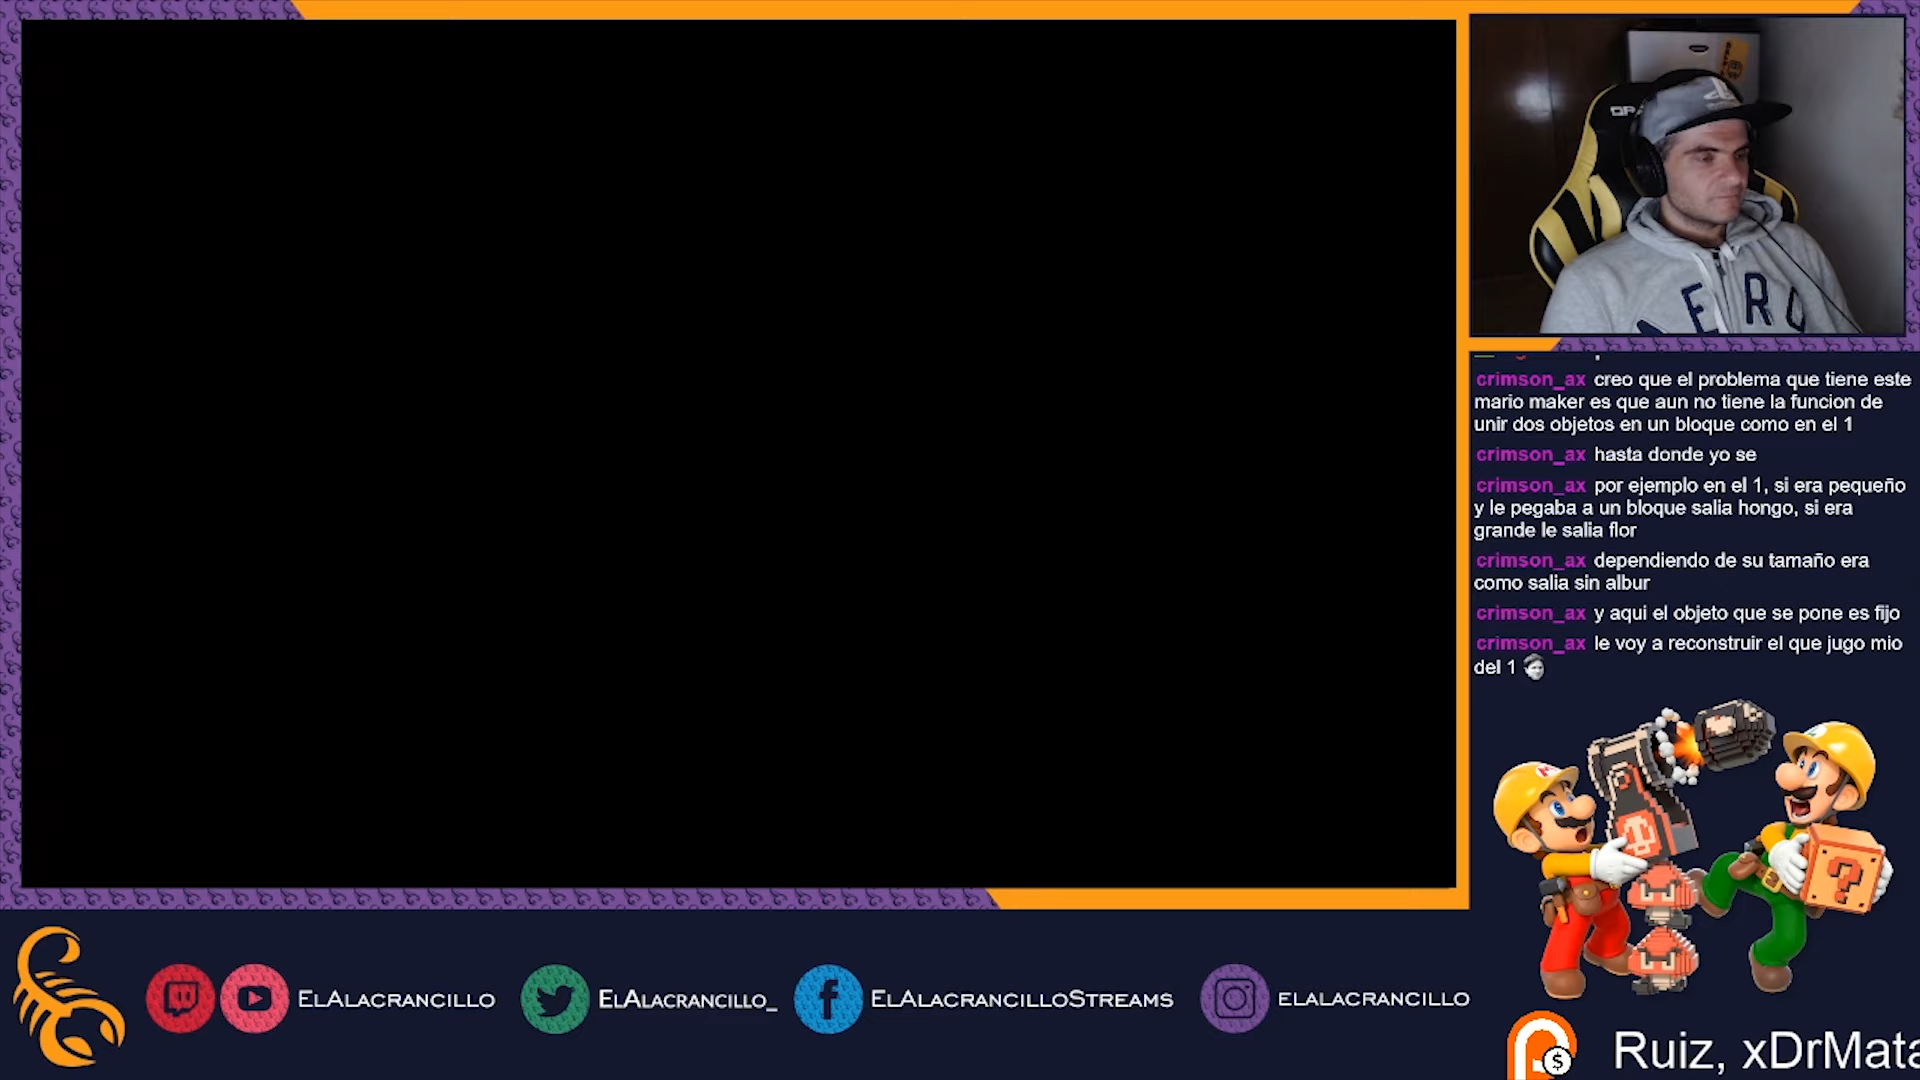 crimson_ax creo que el problema que tiene este
mario maker es que aun no tiene la funcion de
unir dos objetos en un bloque como en el 1
crimson_ax hasta donde yo se
crimson_ax por ejemplo en el 1, si era pequeño
y le pegaba a un bloque salia hongo, si era
grande le salia flor
crimson_ax dependiendo de su tamaño era
como salia sin albur
crimson_ax y aqui el objeto que se pone es fijo
crimson_ax le voy a reconstruir el que jugo mio
del 1
ElAlacrancillo
ElAlacrancillo_
ElAlacrancilloStreams
elalacrancillo
Ruiz, xDrMata